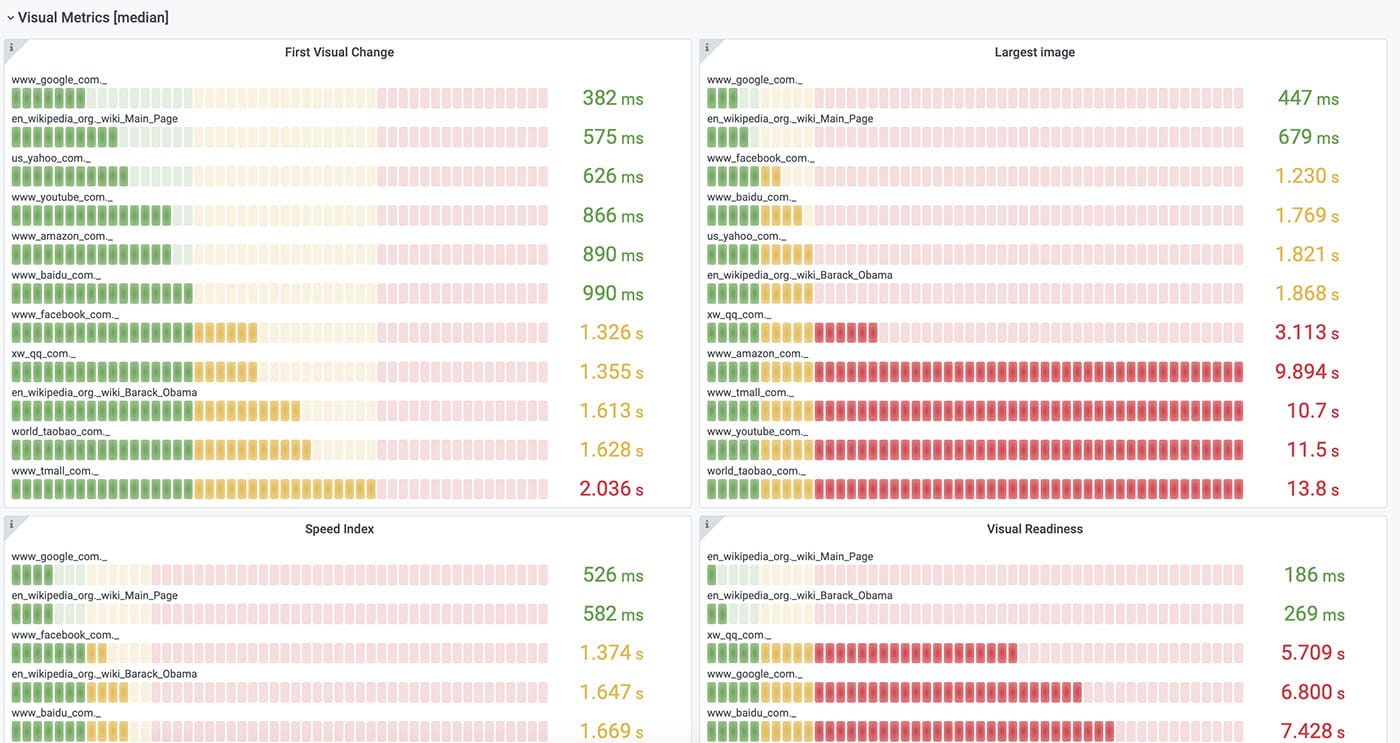 Visual Metrics [median]
i
First Visual Change
www_google_com._
382 ms
en_wikipedia_org._wiki_Main_Page
575 ms
us_yahoo_com._
626 ms
www_youtube_com._
866 ms
www_amazon_com._
890 ms
www_baidu_com._
990 ms
www_facebook_com._
1.326 s
xw_qq_com._
1.355 s
en_wikipedia_org._wiki_Barack_Obama
1.613 s
world_taobao_com._
1.628 s
www_tmall_com._
2.036 s
i
Largest image
www_google_com._
447 ms
en_wikipedia_org._wiki_Main_Page
679 ms
www_facebook_com._
1.230 s
www_baidu_com._
1.769 s
us_yahoo_com._
1.821 s
en_wikipedia_org._wiki_Barack_Obama
1.868 s
xw_qq_com._
3.113 s
www_amazon_com._
9.894 s
www_tmall_com._
10.7 s
www_youtube_com._
11.5 s
world_taobao_com._
13.8 s
i
Speed Index
www_google_com._
526 ms
en_wikipedia_org._wiki_Main_Page
582 ms
www_facebook_com._
1.374 s
en_wikipedia_org._wiki_Barack_Obama
1.647 s
www_baidu_com._
1.669 s
i
Visual Readiness
en_wikipedia_org._wiki_Main_Page
186 ms
en_wikipedia_org._wiki_Barack_Obama
269 ms
xw_qq_com._
5.709 s
www_google_com._
6.800 s
www_baidu_com._
7.428 s